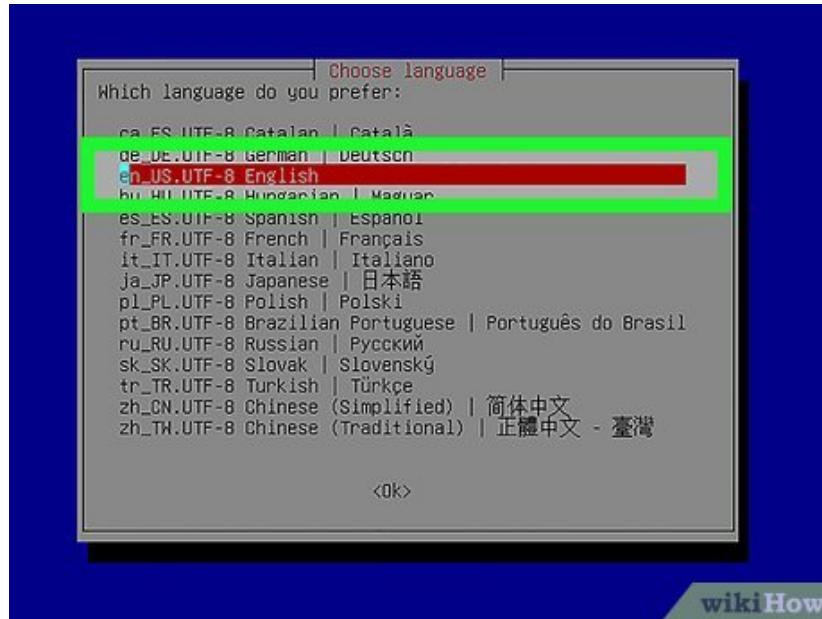 Choose language
Which language do you prefer:
ca_ES.UTF-8 Catalan | Català
de_DE.UTF-8 German | Deutsch
en_US.UTF-8 English
hu_HU.UTF-8 Hungarian | Magyar
es_ES.UTF-8 Spanish | Español
fr_FR.UTF-8 French | Français
it_IT.UTF-8 Italian | Italiano
ja_JP.UTF-8 Japanese | 日本語
pl_PL.UTF-8 Polish | Polski
pt_BR.UTF-8 Brazilian Portuguese | Português do Brasil
ru_RU.UTF-8 Russian | Русский
sk_SK.UTF-8 Slovak | Slovenský
tr_TR.UTF-8 Turkish | Türkçe
zh_CN.UTF-8 Chinese (Simplified) | 简体中文
zh_TW.UTF-8 Chinese (Traditional) | 正體中文 - 臺灣
<Ok>
wikiHow